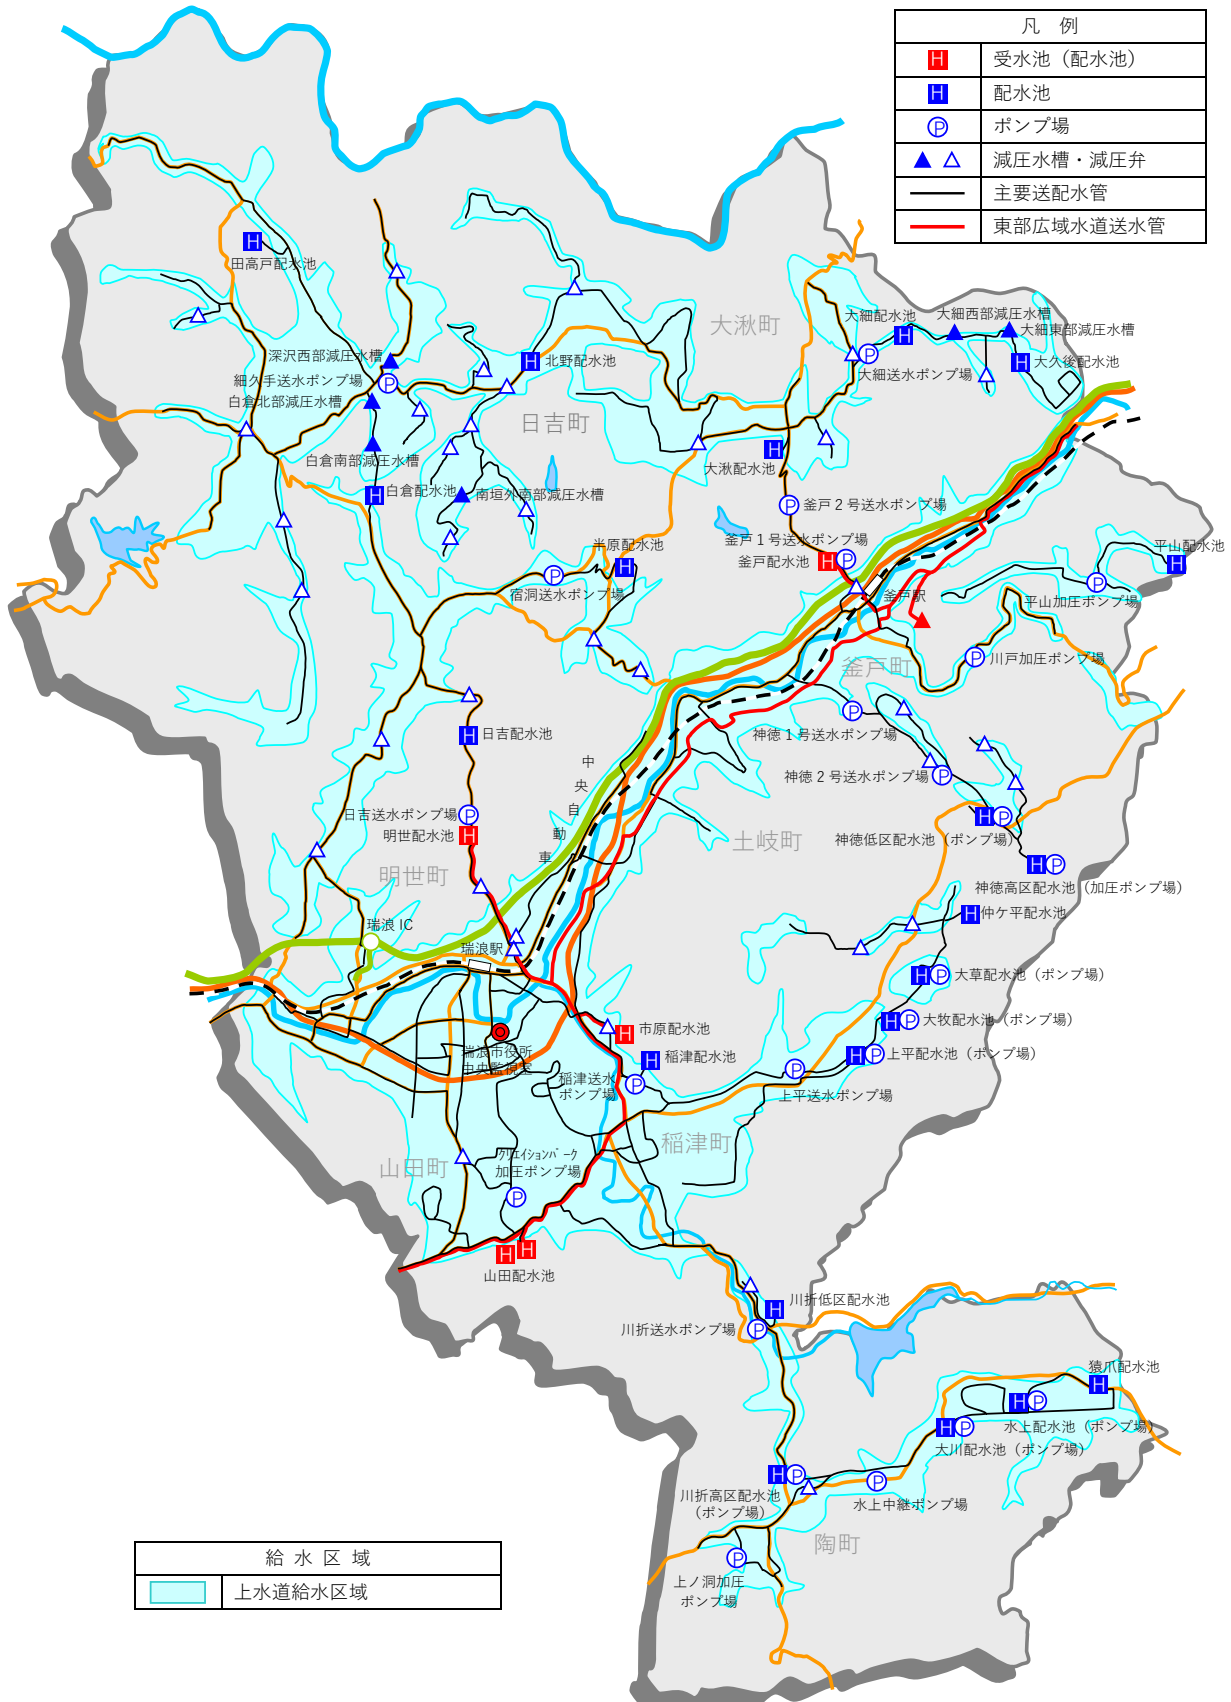 凡　例
受水池（配水池）
配水池
ポンプ場
減圧水槽・減圧弁
主要送配水管
東部広域水道送水管
田高戸配水池
大湫町
大細配水池
大細西部減圧水槽
大細東部減圧水槽
深沢西部減圧水槽
北野配水池
大久後配水池
細久手送水ポンプ場
大細送水ポンプ場
白倉北部減圧水槽
日吉町
白倉南部減圧水槽
大湫配水池
白倉配水池
南垣外南部減圧水槽
釜戸２号送水ポンプ場
釜戸１号送水ポンプ場
半原配水池
平山配水池
釜戸配水池
宿洞送水ポンプ場
釜戸駅
平山加圧ポンプ場
釜戸町
川戸加圧ポンプ場
日吉配水池
神徳１号送水ポンプ場
中
央
自
動
車
神徳２号送水ポンプ場
日吉送水ポンプ場
明世配水池
土岐町
神徳低区配水池（ポンプ場）
明世町
神徳高区配水池（加圧ポンプ場）
仲ケ平配水池
瑞浪 IC
瑞浪駅
大草配水池（ポンプ場）
市原配水池
大牧配水池（ポンプ場）
瑞浪市役所
中央監視室
稲津配水池
上平配水池（ポンプ場）
稲津送水
ポンプ場
上平送水ポンプ場
稲津町
山田町
ｸﾘｴｲｼｮﾝﾊﾟｰｸ
加圧ポンプ場
山田配水池
川折低区配水池
川折送水ポンプ場
猿爪配水池
水上配水池（ポンプ場）
大川配水池（ポンプ場）
川折高区配水池
（ポンプ場）
水上中継ポンプ場
陶町
上ノ洞加圧
ポンプ場
給 水 区 域
上水道給水区域